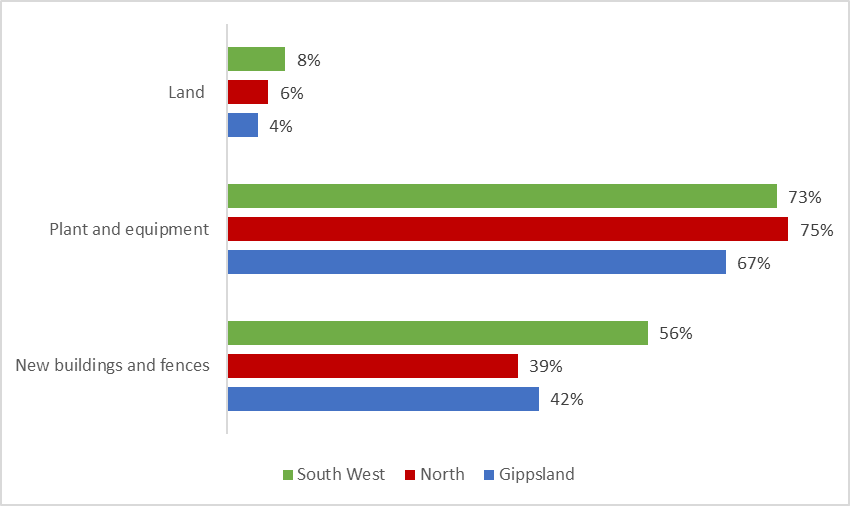 Land
8%
6%
4%
Plant and equipment
73%
75%
67%
New buildings and fences
56%
39%
42%
South West North Gippsland